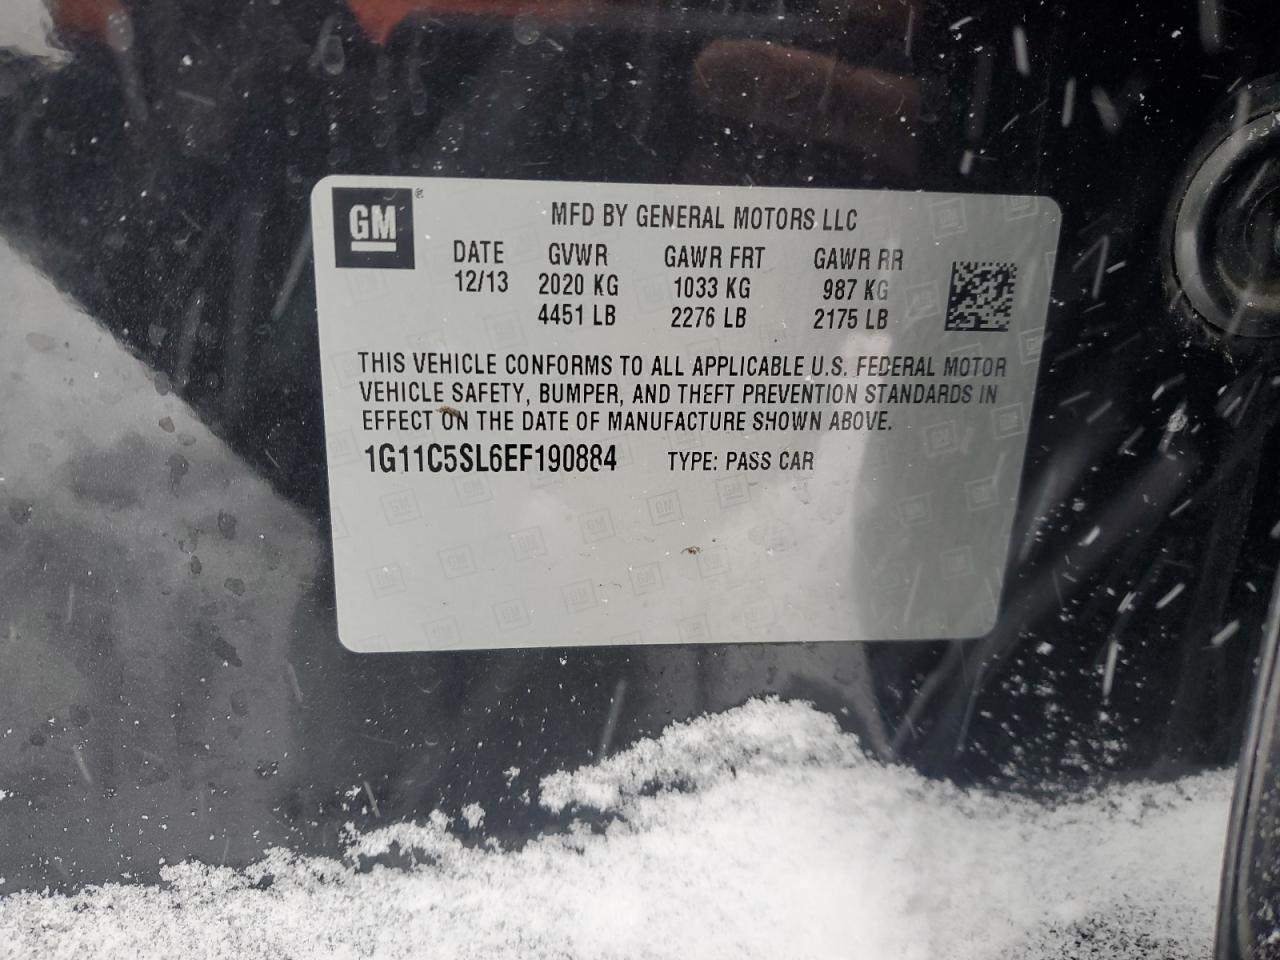 GM®
MFD BY GENERAL MOTORS LLC
DATE GVWR GAWR FRT GAWR RR
12/13 2020 KG 1033 KG 987 KG
4451 LB 2276 LB 2175 LB
THIS VEHICLE CONFORMS TO ALL APPLICABLE U.S. FEDERAL MOTOR
VEHICLE SAFETY, BUMPER, AND THEFT PREVENTION STANDARDS IN
EFFECT ON THE DATE OF MANUFACTURE SHOWN ABOVE.
1G11C5SL6EF190884 TYPE: PASS CAR